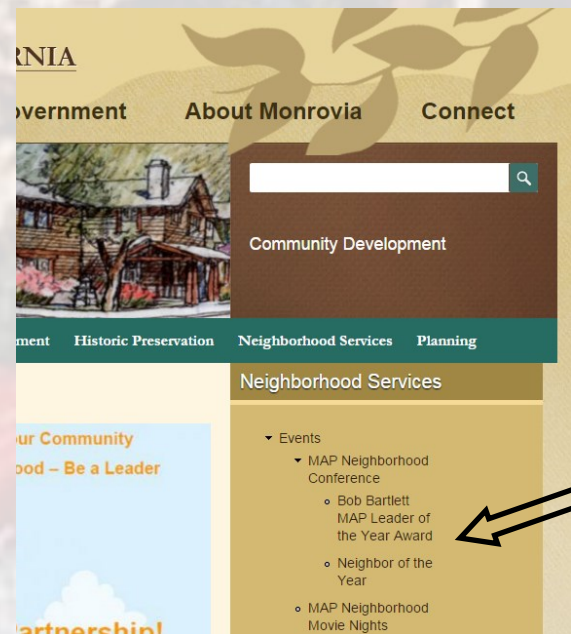 RNIA
vernment About Monrovia Connect
Community Development
ment Historic Preservation Neighborhood Services Planning
Neighborhood Services
ur Community
ood – Be a Leader
Events
MAP Neighborhood
Conference
Bob Bartlett
MAP Leader of
the Year Award
Neighbor of the
Year
MAP Neighborhood
Movie Nights
artnership!